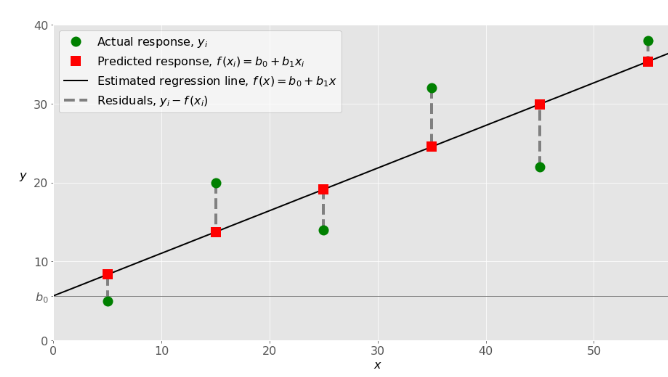 40
Actual response, yᵢ
Predicted response, f(xᵢ) = b₀ + b₁xᵢ
Estimated regression line, f(x) = b₀ + b₁x
Residuals, yᵢ − f(xᵢ)
30
y
20
10
b₀
0
0 10 20 30 40 50
x